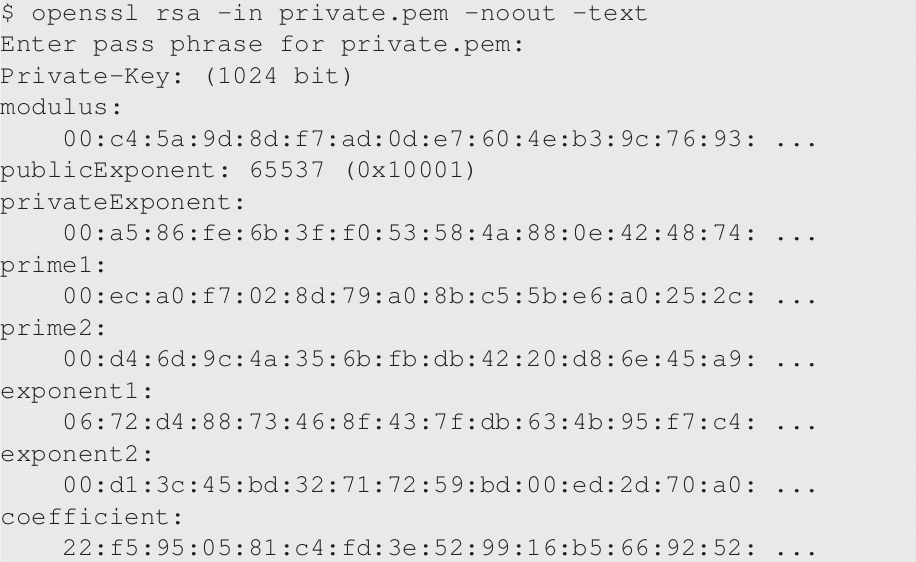 $ openssl rsa -in private.pem -noout -text
Enter pass phrase for private.pem:
Private-Key: (1024 bit)
modulus:
    00:c4:5a:9d:8d:f7:ad:0d:e7:60:4e:b3:9c:76:93: ...
publicExponent: 65537 (0x10001)
privateExponent:
    00:a5:86:fe:6b:3f:f0:53:58:4a:88:0e:42:48:74: ...
prime1:
    00:ec:a0:f7:02:8d:79:a0:8b:c5:5b:e6:a0:25:2c: ...
prime2:
    00:d4:6d:9c:4a:35:6b:fb:db:42:20:d8:6e:45:a9: ...
exponent1:
    06:72:d4:88:73:46:8f:43:7f:db:63:4b:95:f7:c4: ...
exponent2:
    00:d1:3c:45:bd:32:71:72:59:bd:00:ed:2d:70:a0: ...
coefficient:
    22:f5:95:05:81:c4:fd:3e:52:99:16:b5:66:92:52: ...